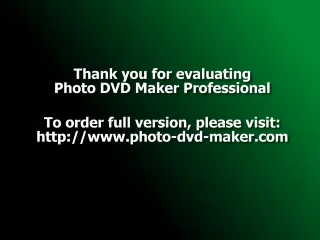 Thank you for evaluating
Photo DVD Maker Professional
To order full version, please visit:
http://www.photo-dvd-maker.com